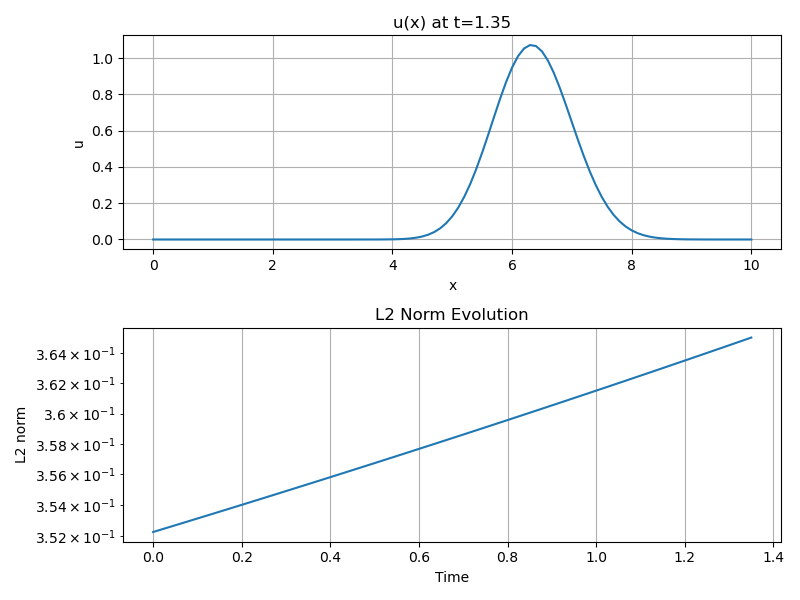 u(x) at t=1.35
u
1.0
0.8
0.6
0.4
0.2
0.0
0 2 4 6 8 10
x
L2 Norm Evolution
L2 norm
3.64 × 10⁻¹
3.62 × 10⁻¹
3.6 × 10⁻¹
3.58 × 10⁻¹
3.56 × 10⁻¹
3.54 × 10⁻¹
3.52 × 10⁻¹
0.0 0.2 0.4 0.6 0.8 1.0 1.2 1.4
Time